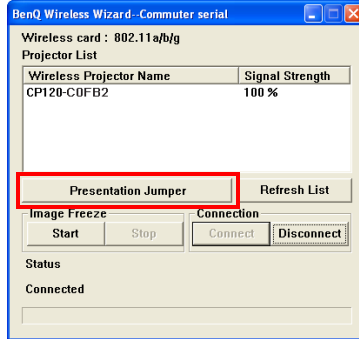 BenQ Wireless Wizard--Commuter serial
Wireless card : 802.11a/b/g
Projector List
Wireless Projector Name Signal Strength
CP120-C0FB2 100 %
Presentation Jumper Refresh List
Image Freeze Connection
Start Stop Connect Disconnect
Status
Connected